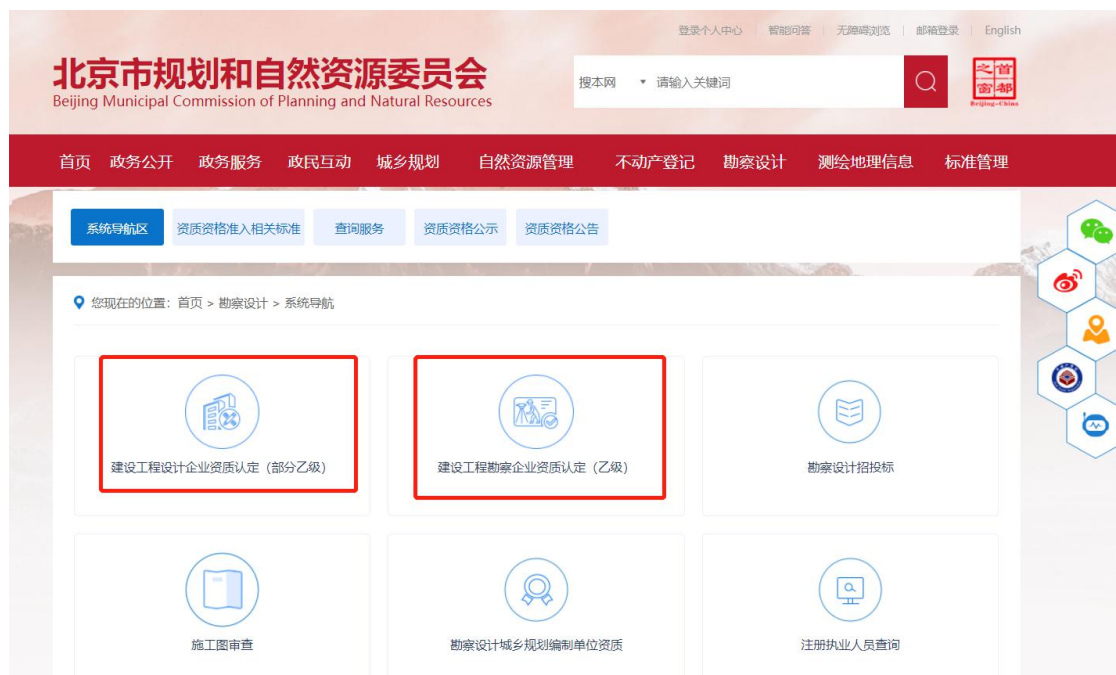 登录个人中心 智能问答 无障碍浏览 邮箱登录 English
北京市规划和自然资源委员会
Beijing Municipal Commission of Planning and Natural Resources
搜本网 请输入关键词
首都之窗
Beijing-China
首页 政务公开 政务服务 政民互动 城乡规划 自然资源管理 不动产登记 勘察设计 测绘地理信息 标准管理
系统导航区 资质资格准入相关标准 查询服务 资质资格公示 资质资格公告
您现在的位置：首页 > 勘察设计 > 系统导航
建设工程设计企业资质认定（部分乙级） 建设工程勘察企业资质认定（乙级） 勘察设计招投标
施工图审查 勘察设计城乡规划编制单位资质 注册执业人员查询